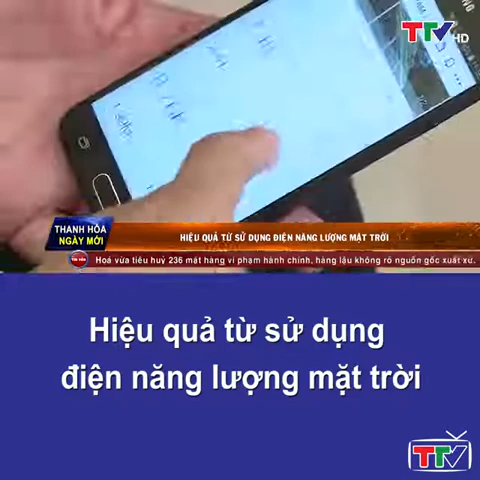 TTV HD
THANH HÓA
NGÀY MỚI
HIỆU QUẢ TỪ SỬ DỤNG ĐIỆN NĂNG LƯỢNG MẶT TRỜI
Hoá vừa tiêu huỷ 236 mặt hàng vi phạm hành chính, hàng lậu không rõ nguồn gốc xuất xứ.
Hiệu quả từ sử dụng
điện năng lượng mặt trời
TTV